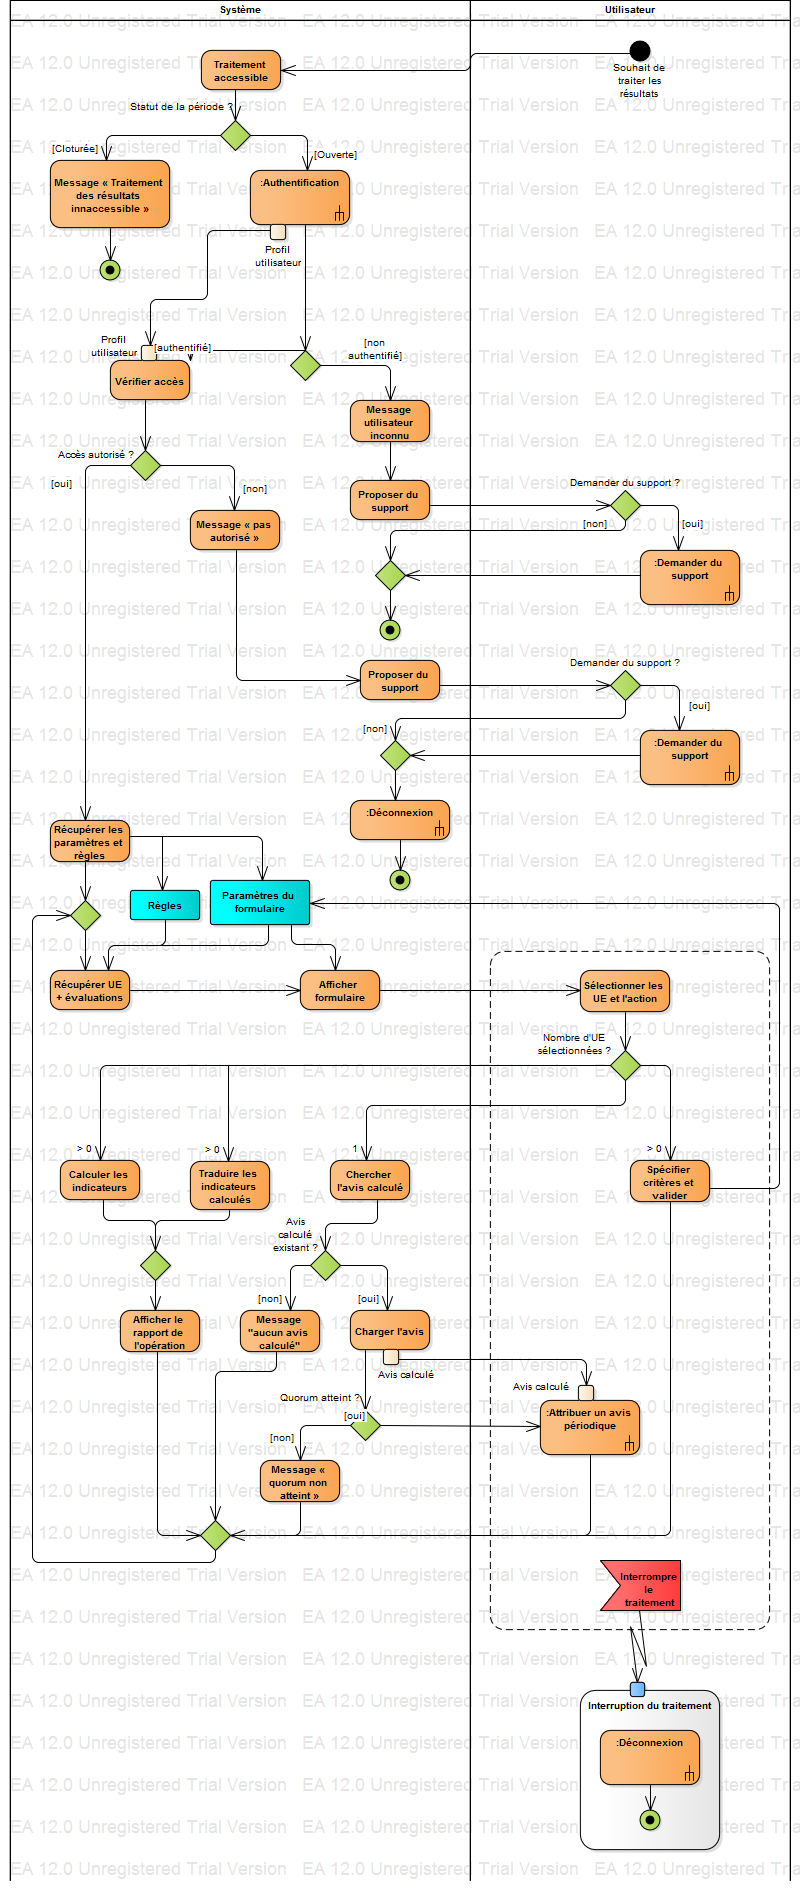 Système
Utilisateur
Traitement
accessible
Souhait de
traiter les
résultats
Statut de la période ?
[Cloturée]
[Ouverte]
Message « Traitement
des résultats
innaccessible »
:Authentification
Profil
utilisateur
Profil
utilisateur
[authentifié]
[non
authentifié]
Vérifier accès
Message
utilisateur
inconnu
Accès autorisé ?
[oui]
[non]
Proposer du
support
Demander du support ?
[non]
[oui]
Message « pas
autorisé »
:Demander du
support
Proposer du
support
Demander du support ?
[oui]
[non]
:Demander du
support
:Déconnexion
Récupérer les
paramètres et
règles
Règles
Paramètres du
formulaire
Récupérer UE
+ évaluations
Afficher
formulaire
Sélectionner les
UE et l'action
Nombre d'UE
sélectionnées ?
> 0
> 0
1
> 0
Calculer les
indicateurs
Traduire les
indicateurs
calculés
Chercher
l'avis calculé
Spécifier
critères et
valider
Avis
calculé
existant ?
[non]
[oui]
Afficher le
rapport de
l'opération
Message
"aucun avis
calculé"
Charger l'avis
Avis calculé
Avis calculé
Quorum atteint ?
[oui]
[non]
:Attribuer un avis
périodique
Message «
quorum non
atteint »
Interrompre
le
traitement
Interruption du traitement
:Déconnexion
EA 12.0 Unregistered Trial Version